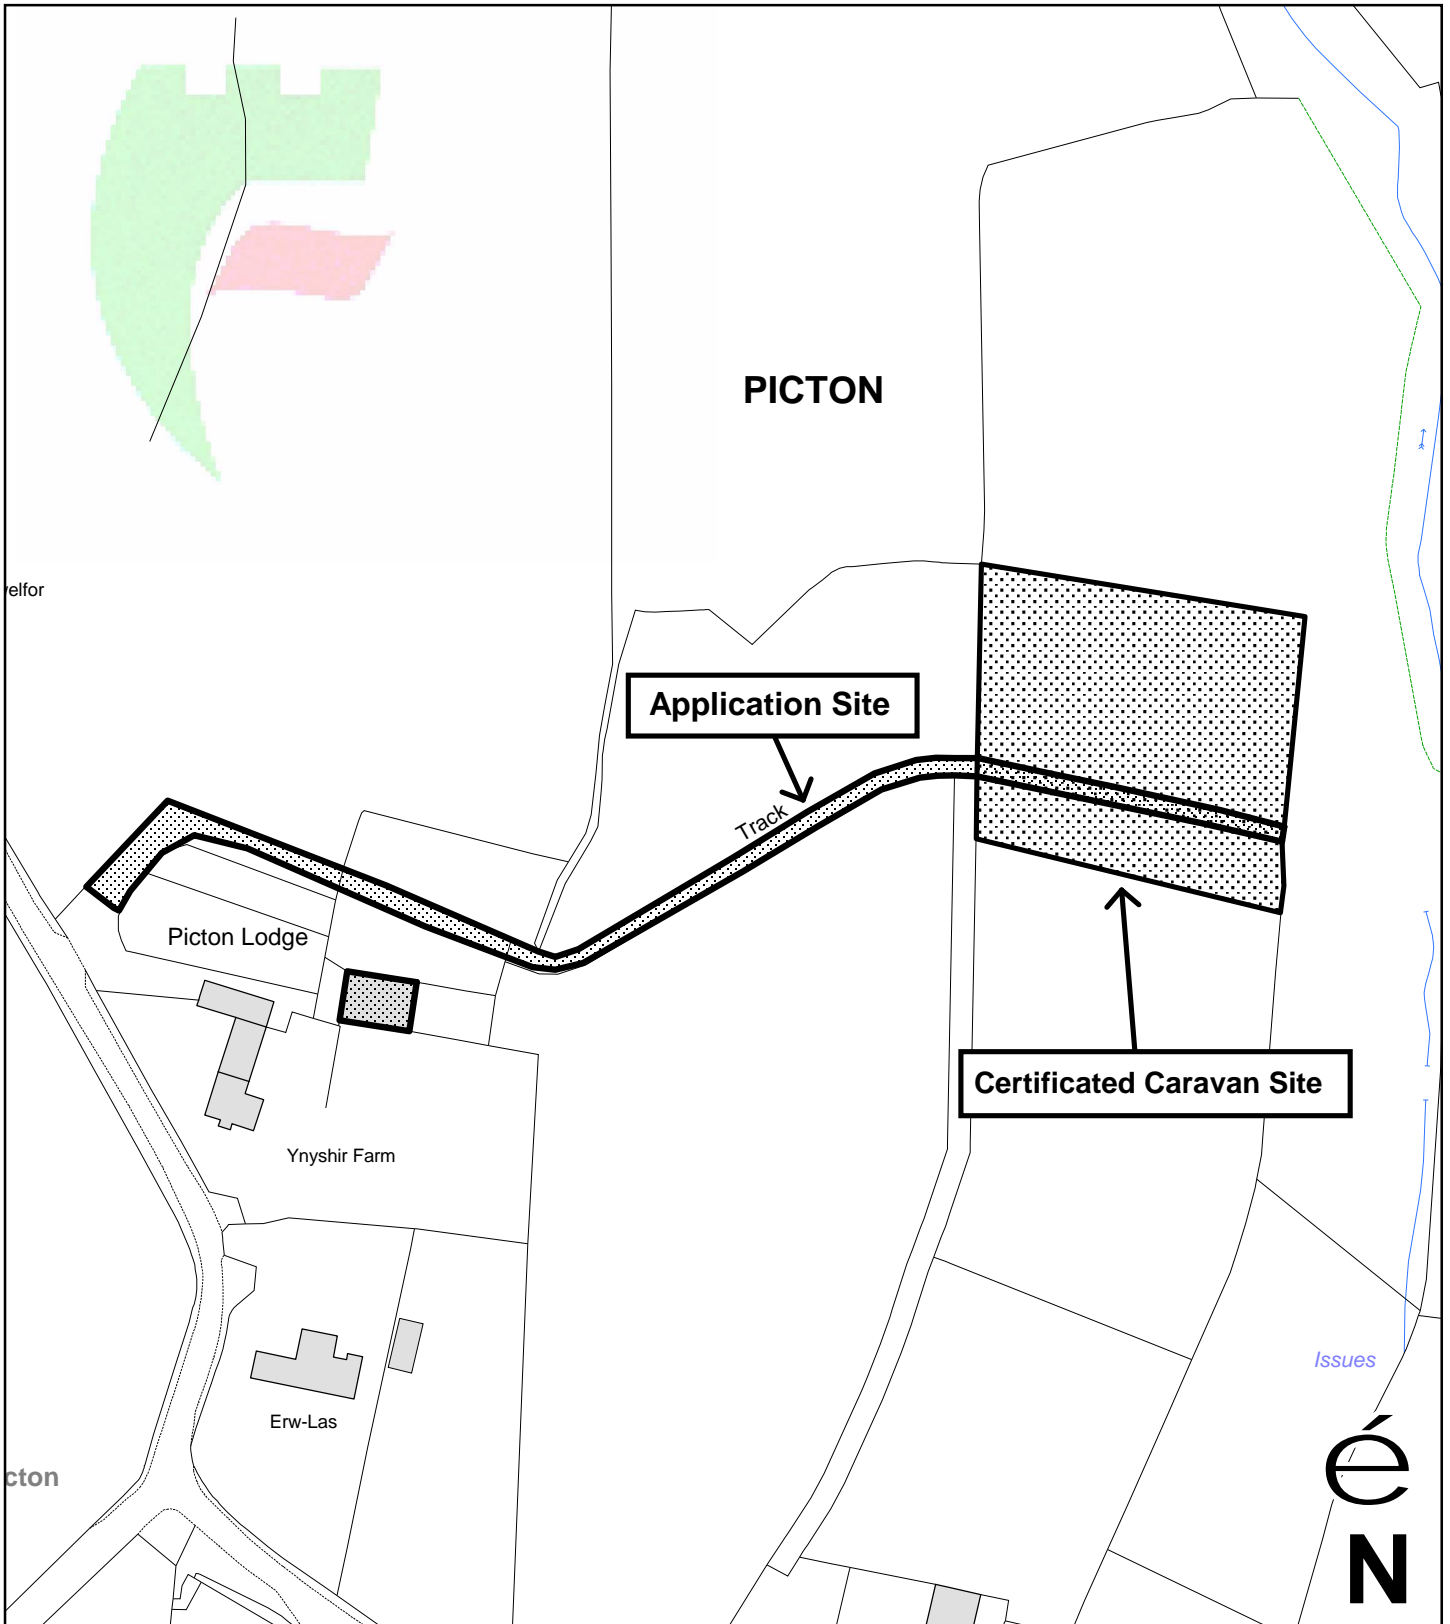 PICTON
elfor
Application Site
Track
Picton Lodge
Certificated Caravan Site
Ynyshir Farm
Issues
Erw-Las
é
cton
N